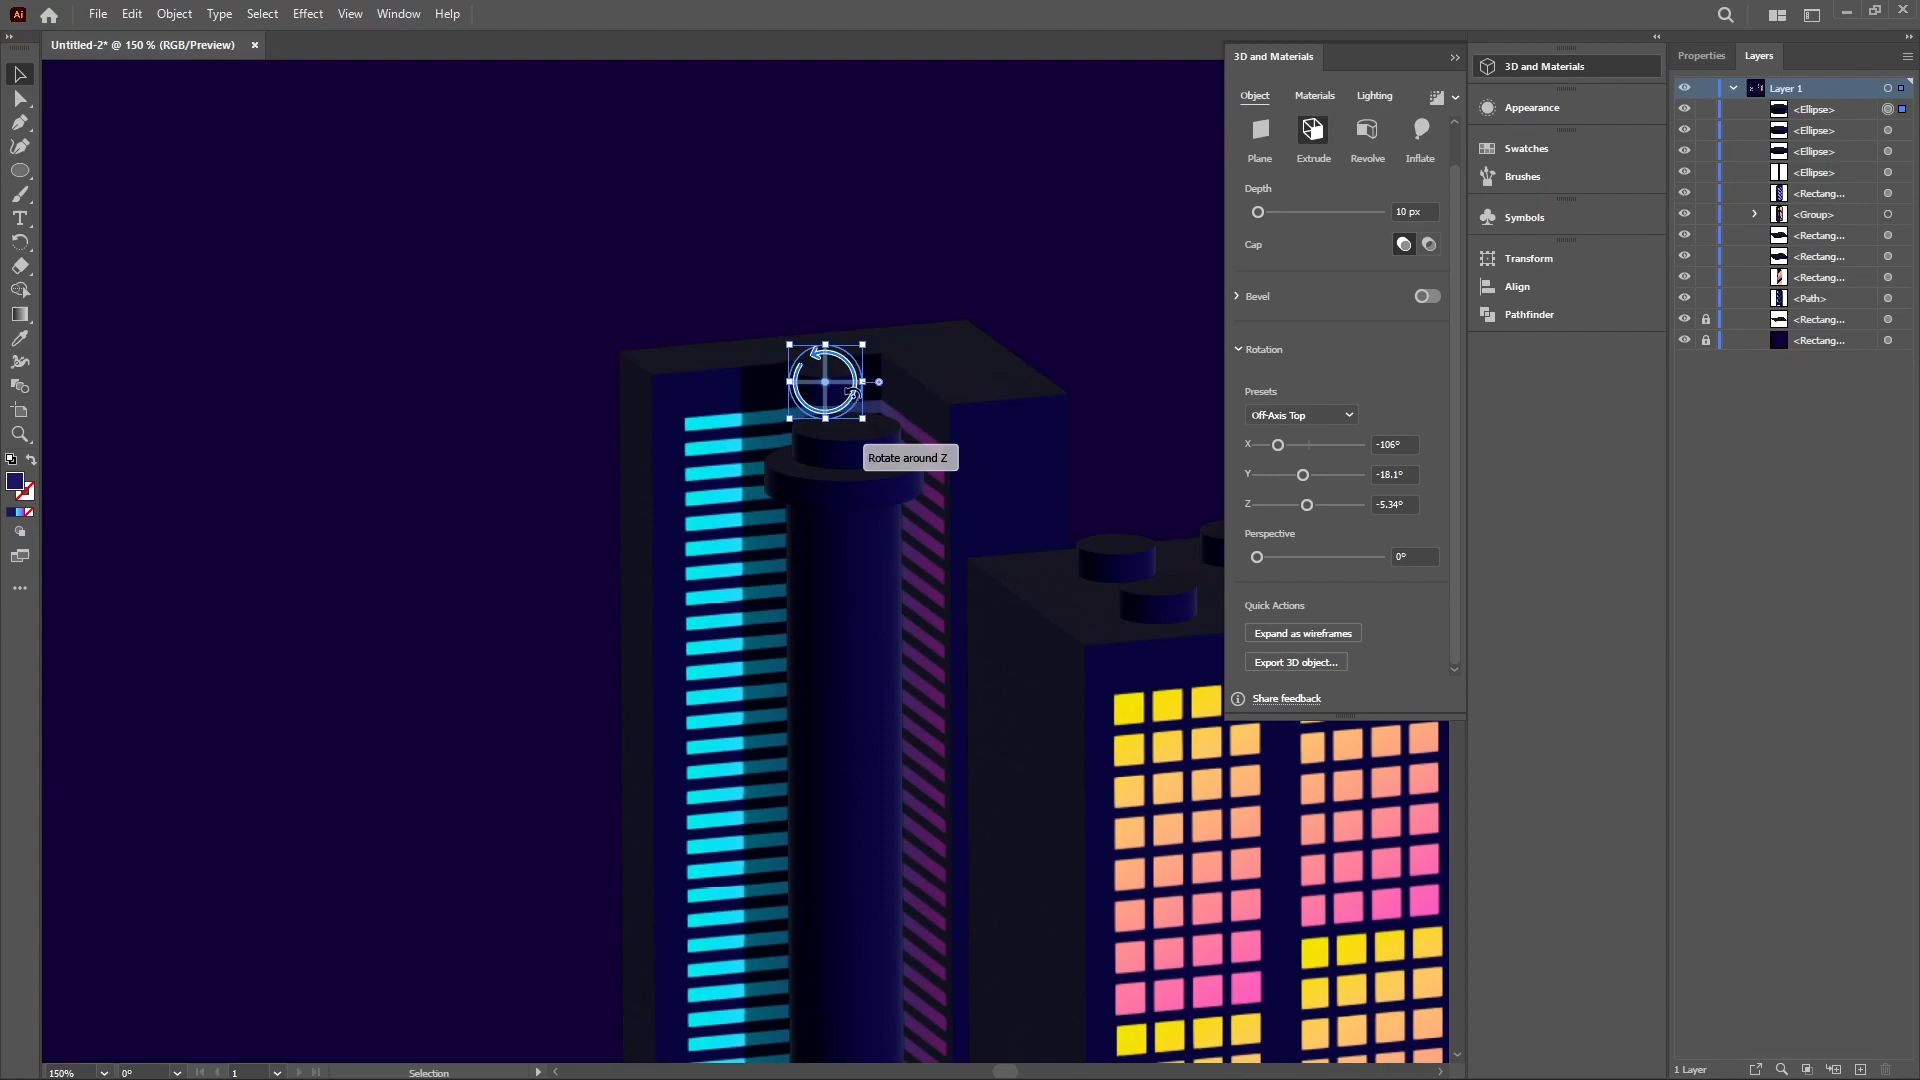 Ai
File Edit Object Type Select Effect View Window Help
Untitled-2* @ 150 % (RGB/Preview) ×
3D and Materials
Object Materials Lighting
Plane Extrude Revolve Inflate
Depth
10 px
Cap
Bevel
Rotation
Presets
Off-Axis Top
X -106°
Y -18.1°
Z -5.34°
Perspective
0°
Quick Actions
Expand as wireframes
Export 3D object...
Share feedback
Rotate around Z
3D and Materials
Appearance
Swatches
Brushes
Symbols
Transform
Align
Pathfinder
Properties Layers
Layer 1
<Ellipse>
<Ellipse>
<Ellipse>
<Ellipse>
<Rectang...
<Group>
<Rectang...
<Rectang...
<Rectang...
<Path>
<Rectang...
<Rectang...
150% 0° 1 Selection
1 Layer